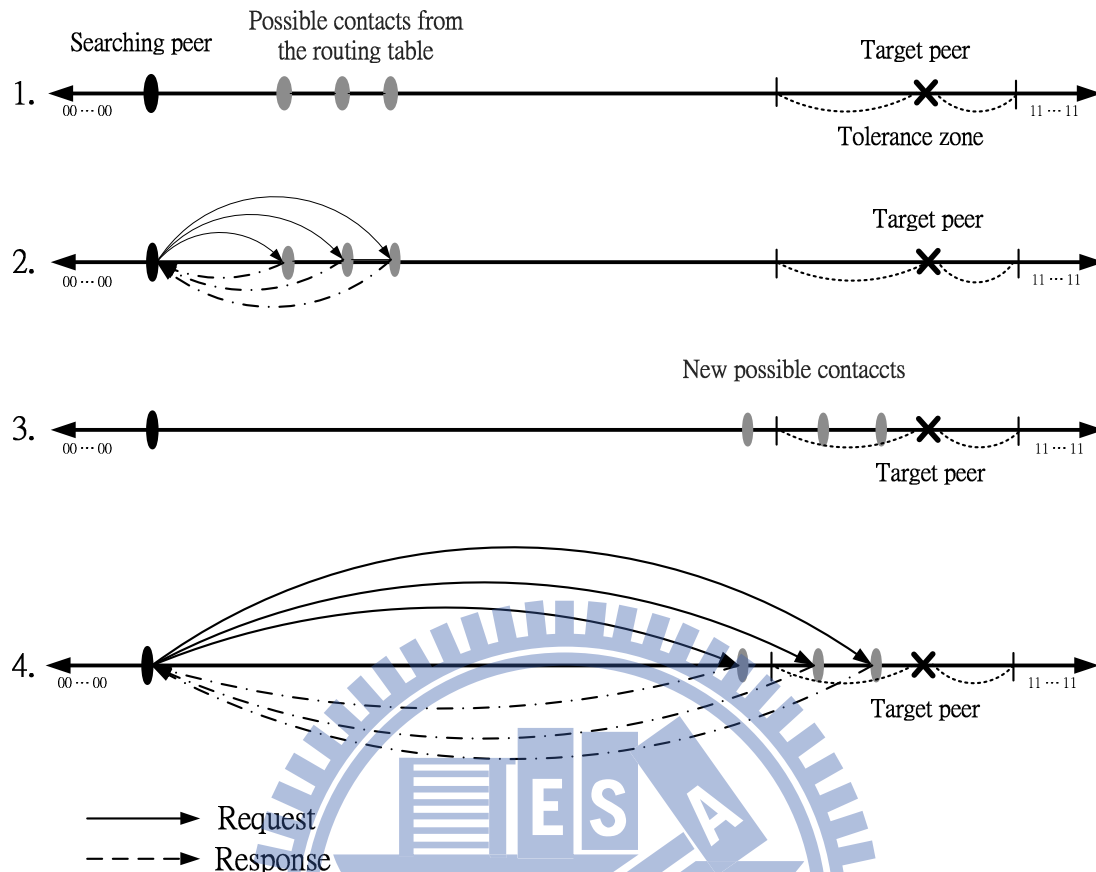 Searching peer
Possible contacts from
the routing table
Target peer
1.
00…00
11…11
Tolerance zone
Target peer
2.
00…00
11…11
New possible contaccts
3.
00…00
11…11
Target peer
4.
00…00
11…11
Target peer
E S A
Request
Response